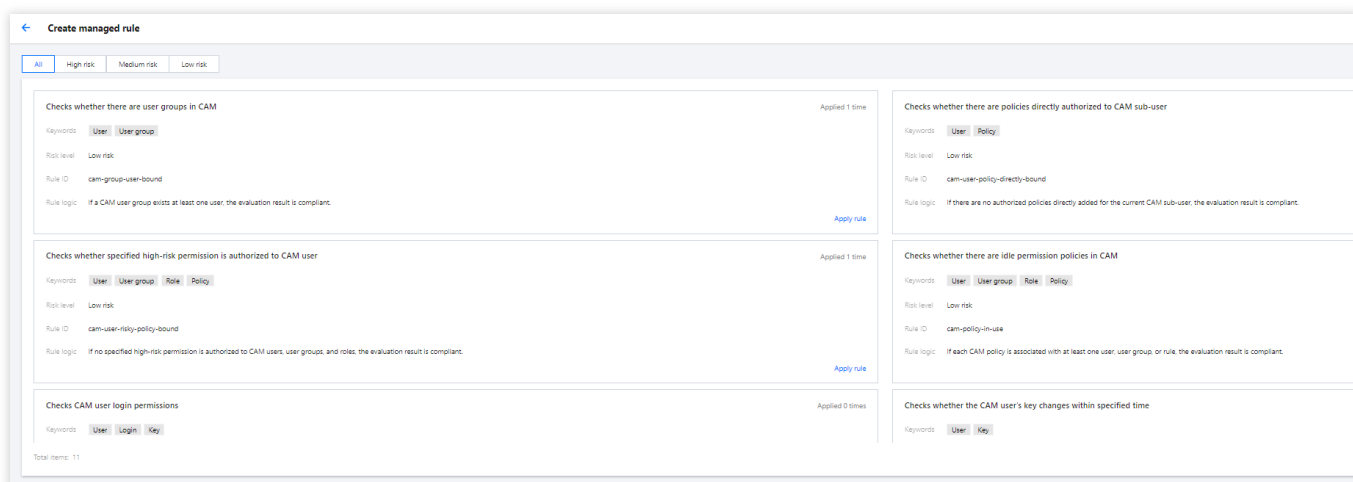 ← Create managed rule
All High risk Medium risk Low risk
Checks whether there are user groups in CAM Applied 1 time
Keywords User User group
Risk level Low risk
Rule ID cam-group-user-bound
Rule logic If a CAM user group exists at least one user, the evaluation result is compliant.
Apply rule
Checks whether there are policies directly authorized to CAM sub-user
Keywords User Policy
Risk level Low risk
Rule ID cam-user-policy-directly-bound
Rule logic If there are no authorized policies directly added for the current CAM sub-user, the evaluation result is compliant.
Checks whether specified high-risk permission is authorized to CAM user Applied 1 time
Keywords User User group Role Policy
Risk level Low risk
Rule ID cam-user-risky-policy-bound
Rule logic If no specified high-risk permission is authorized to CAM users, user groups, and roles, the evaluation result is compliant.
Apply rule
Checks whether there are idle permission policies in CAM
Keywords User User group Role Policy
Risk level Low risk
Rule ID cam-policy-in-use
Rule logic If each CAM policy is associated with at least one user, user group, or rule, the evaluation result is compliant.
Checks CAM user login permissions Applied 0 times
Keywords User Login Key
Checks whether the CAM user's key changes within specified time
Keywords User Key
Total items: 11